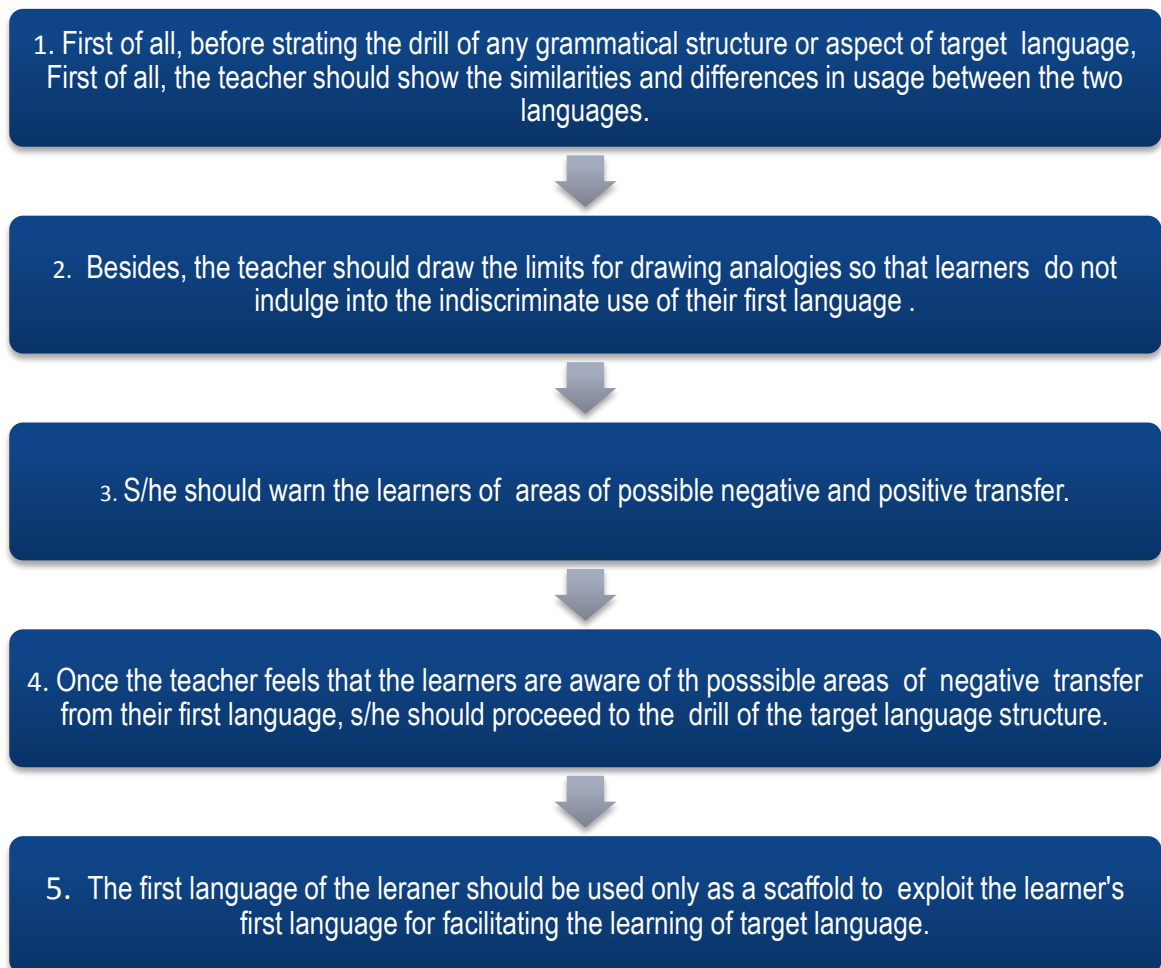 1. First of all, before strating the drill of any grammatical structure or aspect of target language,
First of all, the teacher should show the similarities and differences in usage between the two
languages.
2. Besides, the teacher should draw the limits for drawing analogies so that learners do not
indulge into the indiscriminate use of their first language .
3. S/he should warn the learners of areas of possible negative and positive transfer.
4. Once the teacher feels that the learners are aware of th posssible areas of negative transfer
from their first language, s/he should proceeed to the drill of the target language structure.
5. The first language of the leraner should be used only as a scaffold to exploit the learner's
first language for facilitating the learning of target language.